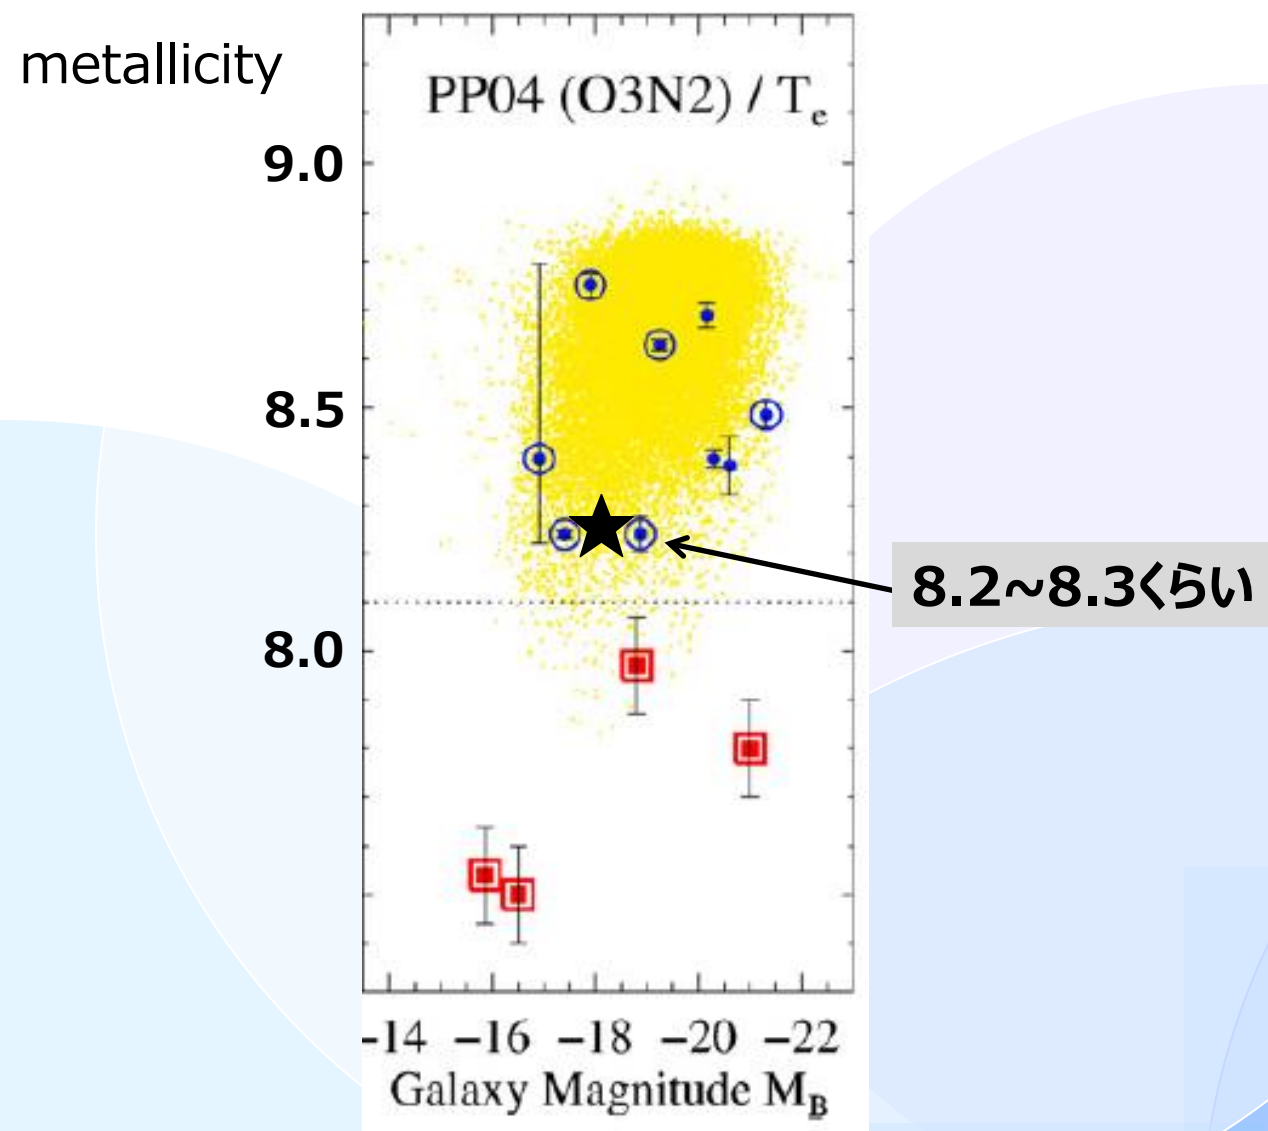 metallicity
PP04 (O3N2) / Te
9.0
8.5
8.0
8.2~8.3くらい
−14 −16 −18 −20 −22
Galaxy Magnitude MB